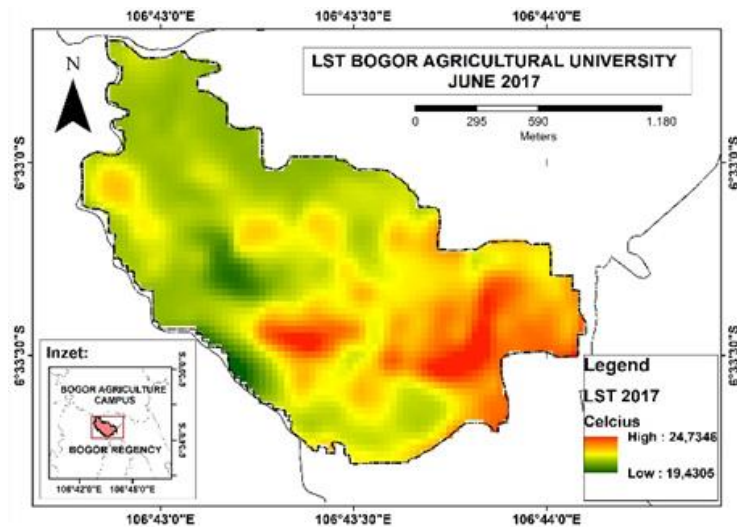 106°43'0"E 106°43'30"E 106°44'0"E
LST BOGOR AGRICULTURAL UNIVERSITY
JUNE 2017
N
0 295 590 1.180
Meters
6°33'0"S
6°33'0"S
6°33'30"S
6°33'30"S
Inzet:
BOGOR AGRICULTURE
CAMPUS
BOGOR REGENCY
106°42'0"E 106°48'0"E
Legend
LST 2017
Celcius
High : 24,7346
Low : 19,4305
106°43'0"E 106°43'30"E 106°44'0"E